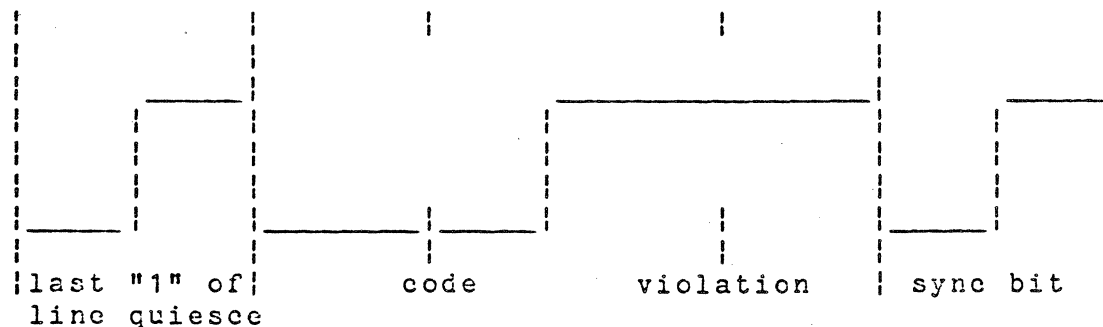 last "1" of code violation sync bit
line quiesce